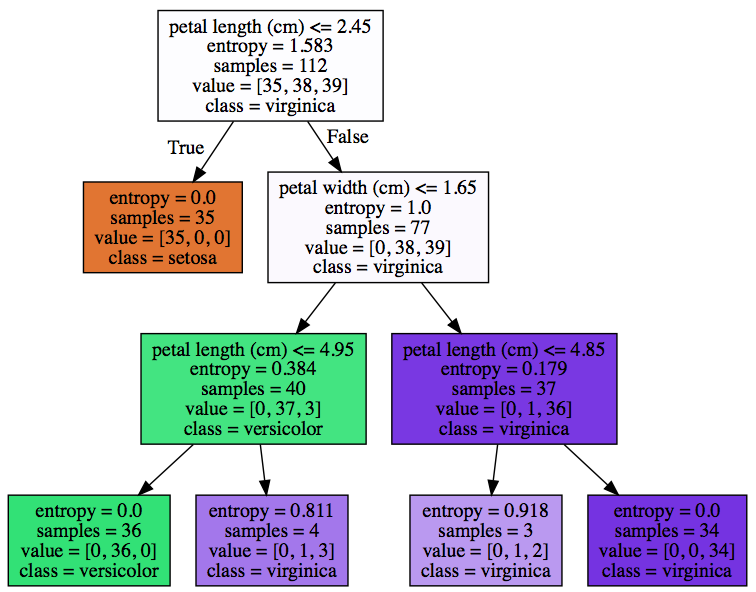 petal length (cm) <= 2.45
entropy = 1.583
samples = 112
value = [35, 38, 39]
class = virginica
True
False
entropy = 0.0
samples = 35
value = [35, 0, 0]
class = setosa
petal width (cm) <= 1.65
entropy = 1.0
samples = 77
value = [0, 38, 39]
class = virginica
petal length (cm) <= 4.95
entropy = 0.384
samples = 40
value = [0, 37, 3]
class = versicolor
petal length (cm) <= 4.85
entropy = 0.179
samples = 37
value = [0, 1, 36]
class = virginica
entropy = 0.0
samples = 36
value = [0, 36, 0]
class = versicolor
entropy = 0.811
samples = 4
value = [0, 1, 3]
class = virginica
entropy = 0.918
samples = 3
value = [0, 1, 2]
class = virginica
entropy = 0.0
samples = 34
value = [0, 0, 34]
class = virginica